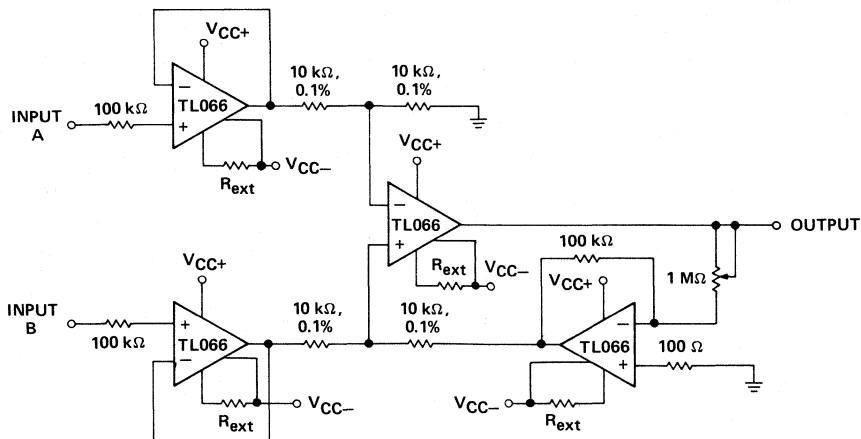 VCC+
10 kΩ,
0.1%
10 kΩ,
0.1%
−
TL066
+
100 kΩ
INPUT
A
VCC−
Rext
VCC+
−
TL066
+
OUTPUT
100 kΩ
Rext
VCC−
1 MΩ
VCC+
VCC+
10 kΩ,
0.1%
10 kΩ,
0.1%
INPUT
B
+
TL066
−
100 kΩ
−
TL066
+
100 Ω
VCC−
Rext
VCC−
Rext